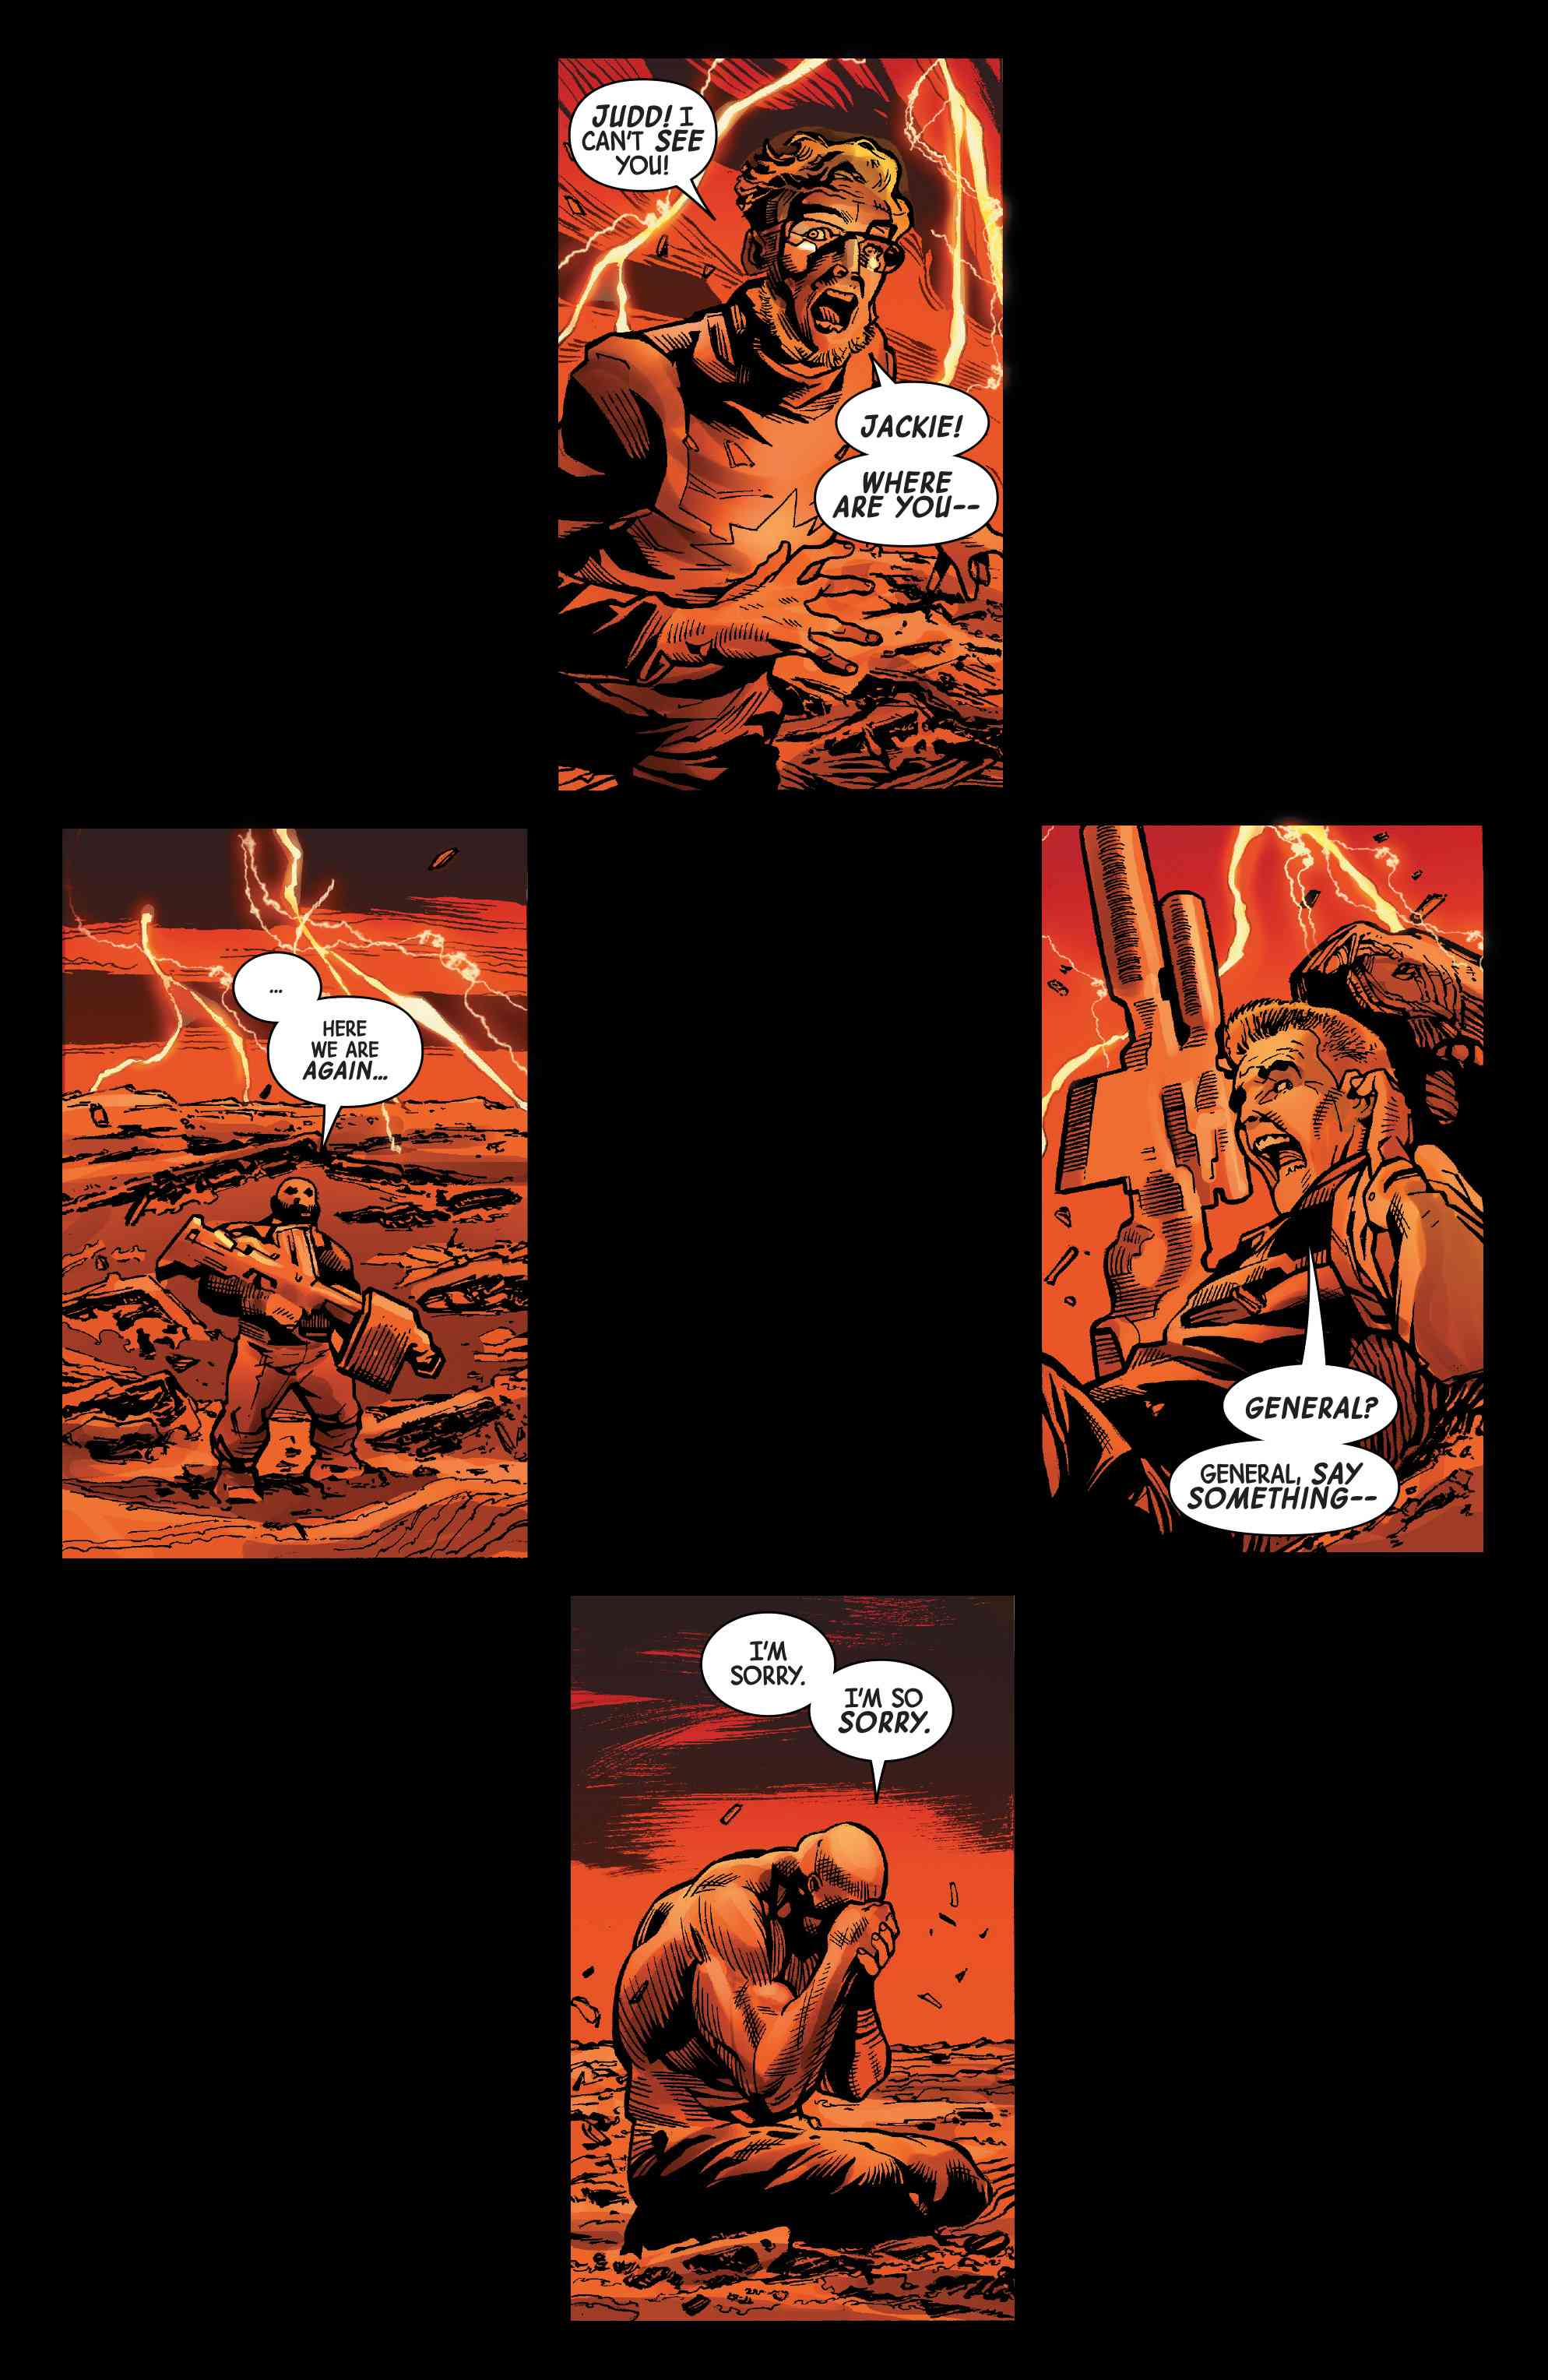 JUDD! I
CAN'T SEE
YOU!
JACKIE!
WHERE
ARE YOU--
...
HERE
WE ARE
AGAIN...
GENERAL?
GENERAL, SAY
SOMETHING--
I'M
SORRY.
I'M SO
SORRY.